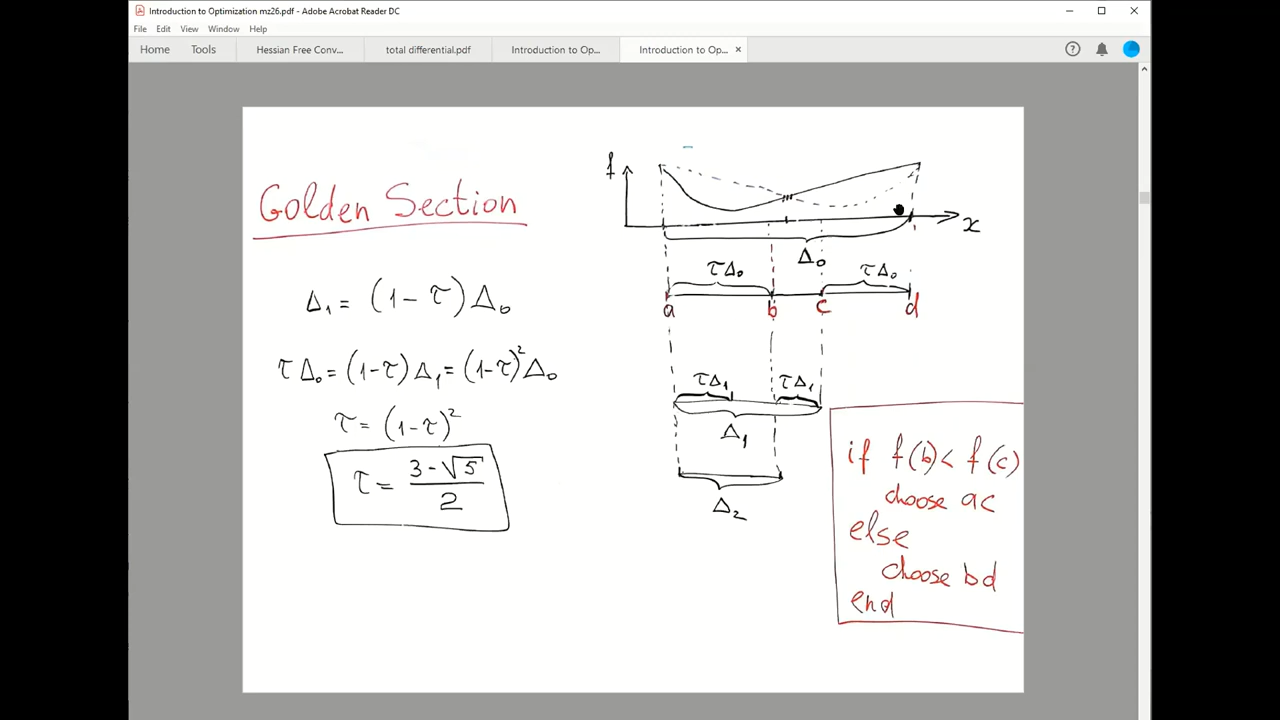 Introduction to Optimization mz26.pdf - Adobe Acrobat Reader DC
File Edit View Window Help
Home Tools Hessian Free Conv... total differential.pdf Introduction to Op... Introduction to Op... ×
Golden Section
Δ₁ = (1 - τ) Δ₀
τ Δ₀ = (1-τ) Δ₁ = (1-τ)² Δ₀
τ = (1-τ)²
τ = (3-√5)/2
f
x
Δ₀
τΔ₀ τΔ₀
a b c d
τΔ₁ τΔ₁
Δ₁
Δ₂
if f(b) < f(c)
choose ac
else
choose bd
end